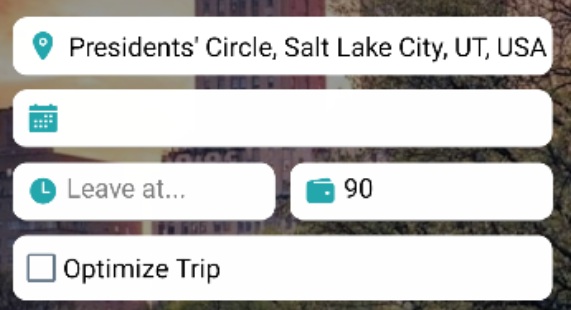 Presidents' Circle, Salt Lake City, UT, USA
Leave at...
90
Optimize Trip